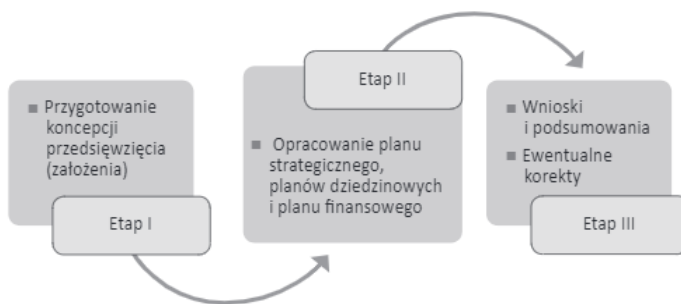 ■ Przygotowanie
koncepcji
przedsięwzięcia
(założenia)
Etap I
Etap II
■ Opracowanie planu
strategicznego,
planów dziedzinowych
i planu finansowego
■ Wnioski
i podsumowania
■ Ewentualne
korekty
Etap III